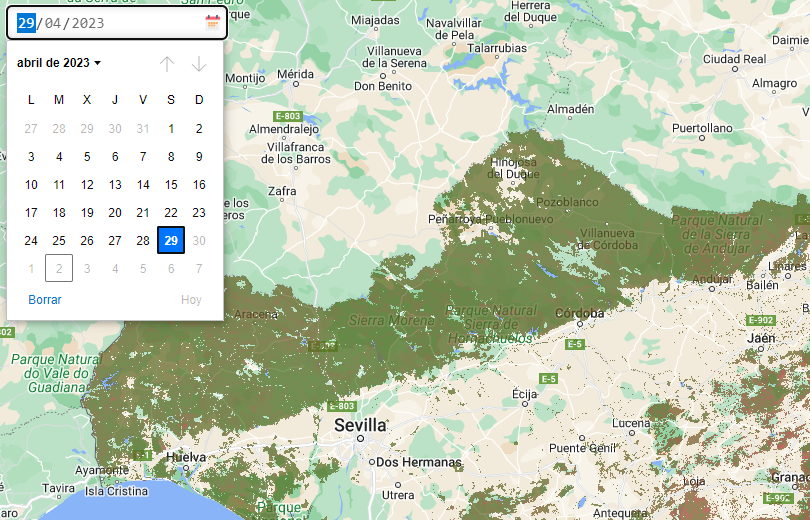 29/04/2023
abril de 2023
L M X J V S D
27 28 29 30 31 1 2
3 4 5 6 7 8 9
10 11 12 13 14 15 16
17 18 19 20 21 22 23
24 25 26 27 28 29 30
1 2 3 4 5 6 7
Borrar Hoy
Herrera
del Duque
Miajadas
Navalvillar
de Pela
Talarrubias
Villanueva
de la Serena
Don Benito
Daimiel
Ciudad Real
Almagro
Montijo
Mérida
Almadén
Puertollano
E-803
Almendralejo
Villafranca
de los Barros
Zafra
Hinojosa
del Duque
Pozoblanco
Peñarroya-Pueblonuevo
Villanueva
de Córdoba
Parque Natural
de la Sierra
de Andújar
Andújar
Linares
Bailén
Aracena
Sierra Morena
Parque Natural
Sierra de
Hornachuelos
Córdoba
E-902
E-5
Jaén
Parque Natural
do Vale do
Guadiana
E-803
E-5
Écija
Sevilla
Lucena
Puente Genil
Dos Hermanas
Utrera
E-1
Huelva
Ayamonte
Isla Cristina
Tavira
Parque
Loja
Antequera
E-902